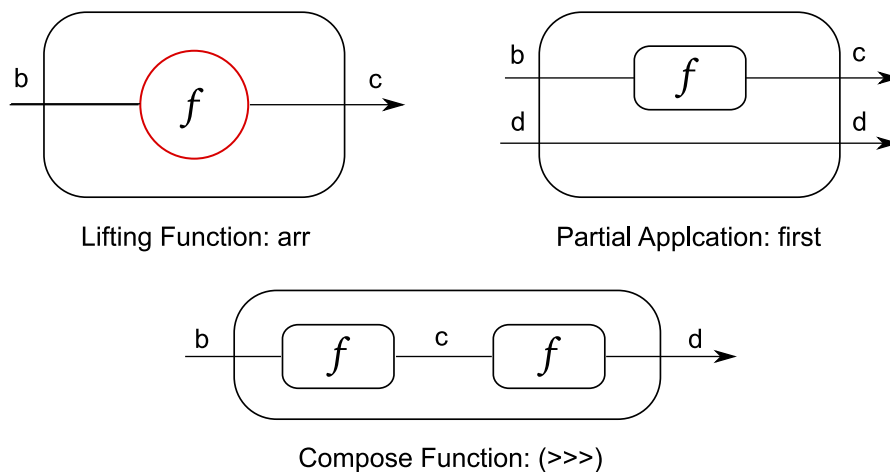 b
f
c
Lifting Function: arr
b
f
c
d
d
Partial Applcation: first
b
f
c
f
d
Compose Function: (>>>)